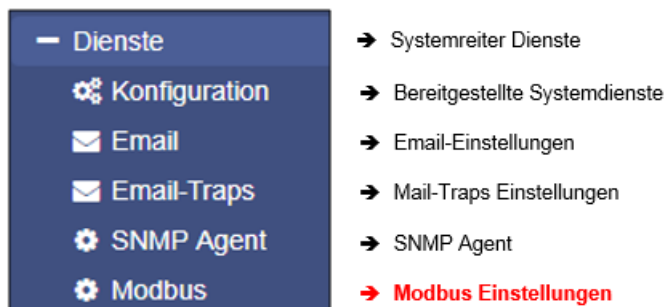 Dienste → Systemreiter Dienste
Konfiguration → Bereitgestellte Systemdienste
Email → Email-Einstellungen
Email-Traps → Mail-Traps Einstellungen
SNMP Agent → SNMP Agent
Modbus → Modbus Einstellungen